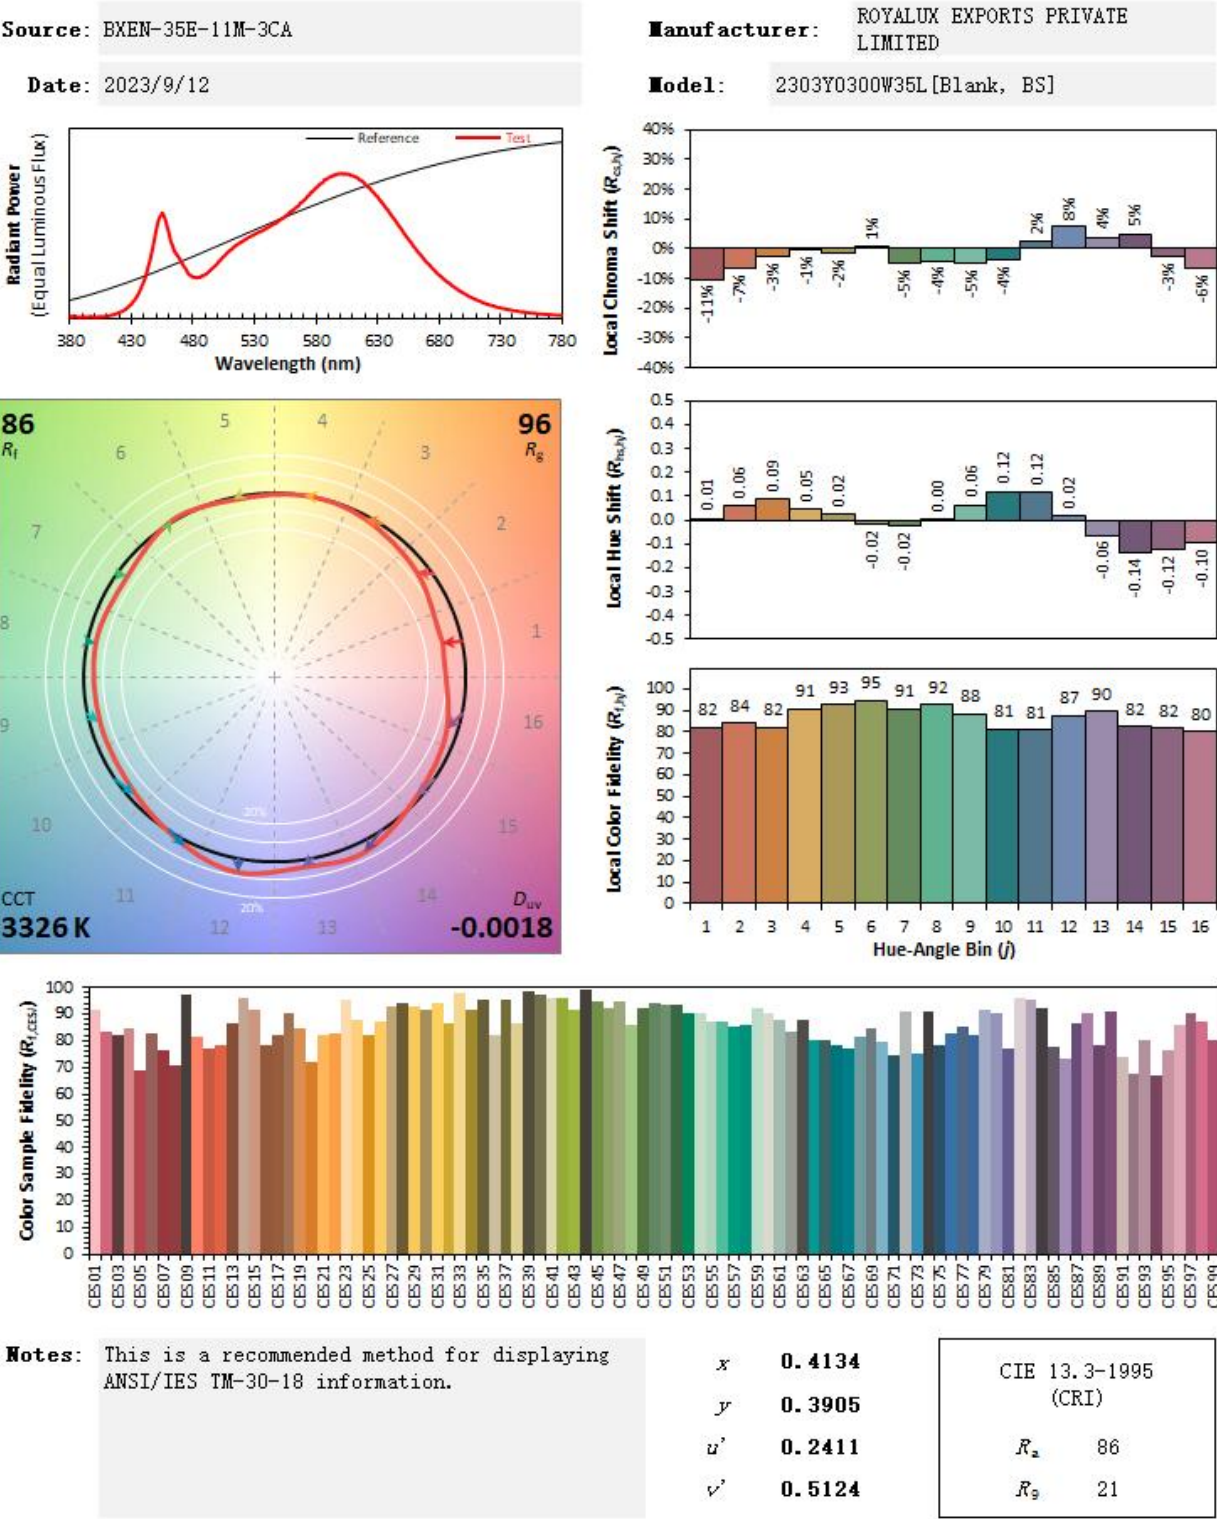 Source: BXEN-35E-11M-3CA
Manufacturer: ROYALUX EXPORTS PRIVATE
LIMITED
Date: 2023/9/12
Model: 2303Y0300W35L[Blank, BS]
Radiant Power
(Equal Luminous Flux)
Reference Test
380 430 480 530 580 630 680 730 780
Wavelength (nm)
Local Chroma Shift (Rcs,hj)
40%
30%
20%
10%
0%
-10%
-20%
-30%
-40%
-11% -7% -3% -1% -2% 1% -5% -4% -5% -4% 2% 8% 4% 5% -3% -6%
86
Rf
96
Rg
1 2 3 4 5 6 7 8 9 10 11 12 13 14 15 16
20%
20%
CCT
3326 K
Duv
-0.0018
Local Hue Shift (Rhs,hj)
0.5
0.4
0.3
0.2
0.1
0.0
-0.1
-0.2
-0.3
-0.4
-0.5
0.01 0.06 0.09 0.05 0.02 -0.02 -0.02 0.00 0.06 0.12 0.12 0.02 -0.06 -0.14 -0.12 -0.10
Local Color Fidelity (Rf,hj)
100
90
80
70
60
50
40
30
20
10
0
82 84 82 91 93 95 91 92 88 81 81 87 90 82 82 80
1 2 3 4 5 6 7 8 9 10 11 12 13 14 15 16
Hue-Angle Bin (j)
Color Sample Fidelity (Rf,CESi)
100
90
80
70
60
50
40
30
20
10
0
CES01 CES03 CES05 CES07 CES09 CES11 CES13 CES15 CES17 CES19 CES21 CES23 CES25 CES27 CES29 CES31 CES33 CES35 CES37 CES39 CES41 CES43 CES45 CES47 CES49 CES51 CES53 CES55 CES57 CES59 CES61 CES63 CES65 CES67 CES69 CES71 CES73 CES75 CES77 CES79 CES81 CES83 CES85 CES87 CES89 CES91 CES93 CES95 CES97 CES99
Notes: This is a recommended method for displaying
ANSI/IES TM-30-18 information.
x 0.4134
y 0.3905
u' 0.2411
v' 0.5124
CIE 13.3-1995
(CRI)
Ra 86
R9 21